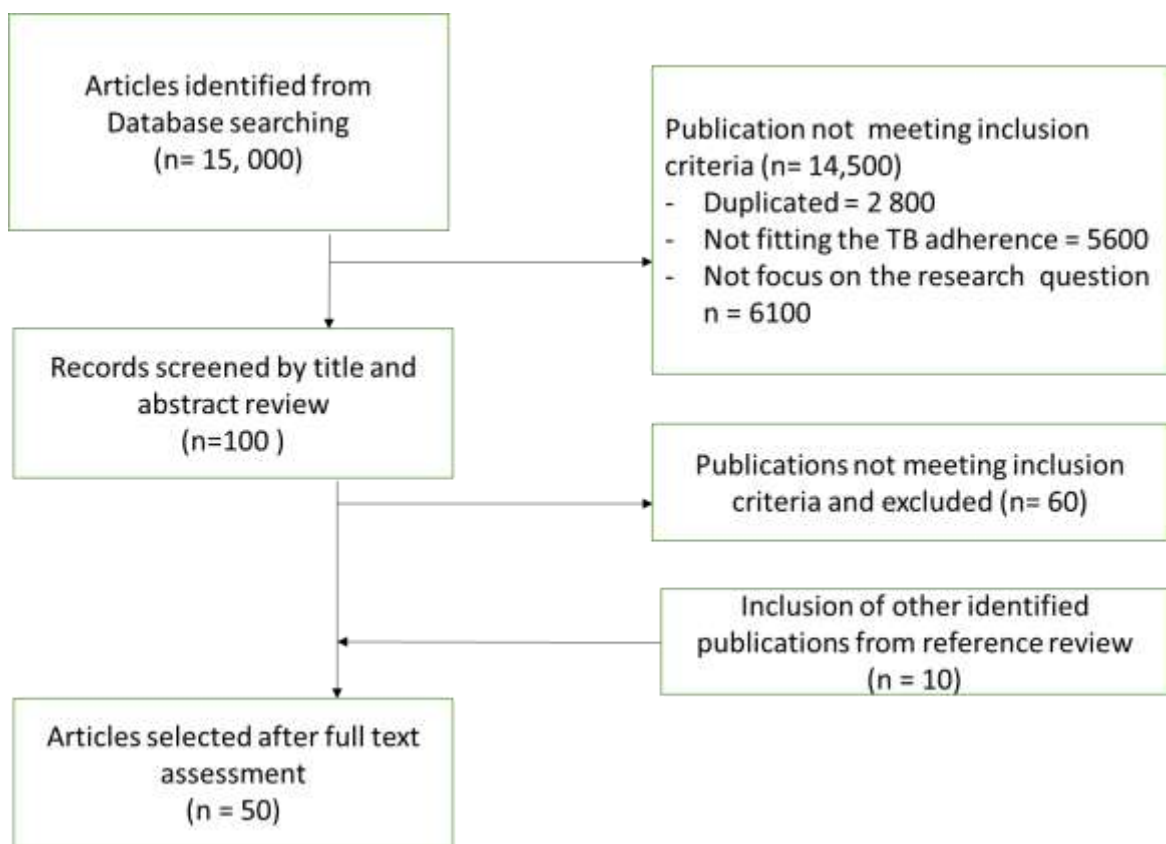 Articles identified from
Database searching
(n= 15, 000)
Publication not meeting inclusion
criteria (n= 14,500)
- Duplicated = 2 800
- Not fitting the TB adherence = 5600
- Not focus on the research question
n = 6100
Records screened by title and
abstract review
(n=100 )
Publications not meeting inclusion
criteria and excluded (n= 60)
Inclusion of other identified
publications from reference review
(n = 10)
Articles selected after full text
assessment
(n = 50)